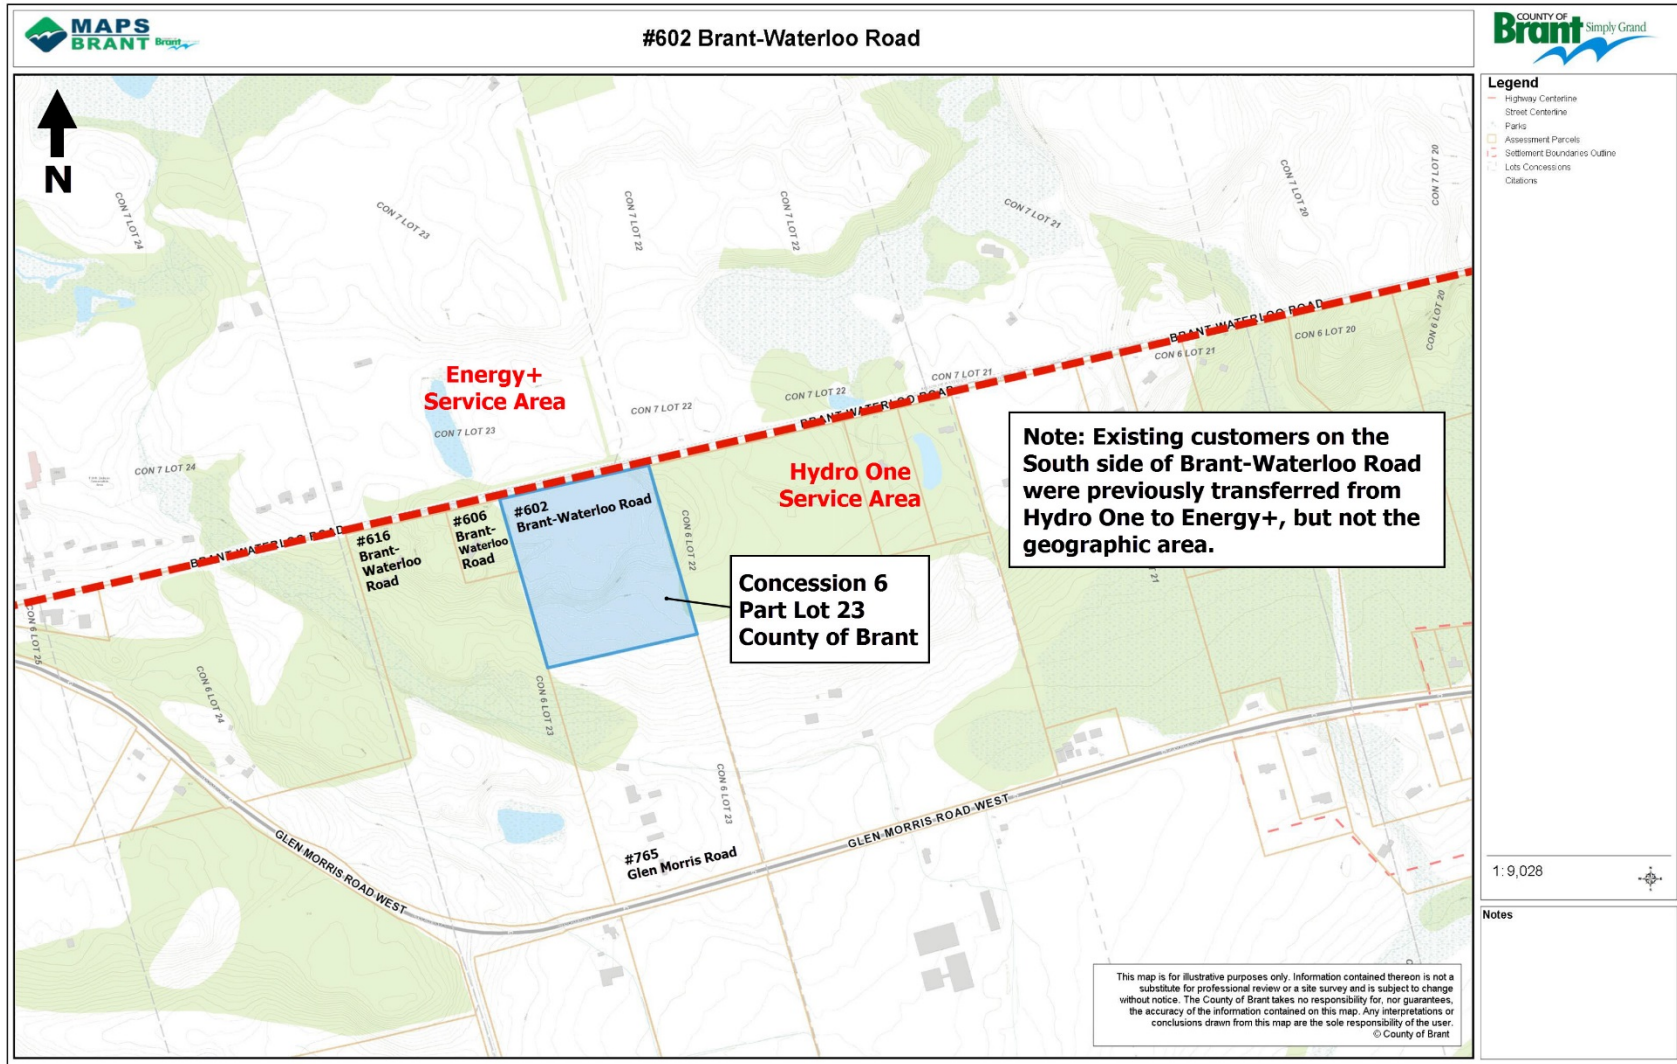 MAPS
BRANT Brant
#602 Brant-Waterloo Road
COUNTY OF
Brant Simply Grand
Legend
Highway Centerline
Street Centerline
Parks
Assessment Parcels
Settlement Boundaries Outline
Lots Concessions
Citations
N
CON 7 LOT 24
CON 7 LOT 23
CON 7 LOT 22
CON 7 LOT 22
CON 7 LOT 21
CON 7 LOT 20
CON 7 LOT 20
Energy+
Service Area
CON 7 LOT 23
CON 7 LOT 24
CON 7 LOT 22
CON 7 LOT 22
CON 7 LOT 21
BRANT-WATERLOO ROAD
CON 6 LOT 21
CON 6 LOT 20
CON 6 LOT 20
BRANT-WATERLOO ROAD
Hydro One
Service Area
Note: Existing customers on the
South side of Brant-Waterloo Road
were previously transferred from
Hydro One to Energy+, but not the
geographic area.
#602
Brant-Waterloo Road
#606
Brant-
Waterloo
Road
#616
Brant-
Waterloo
Road
BRANT-WATERLOO ROAD
CON 6 LOT 22
Concession 6
Part Lot 23
County of Brant
CON 6 LOT 25
CON 6 LOT 24
CON 6 LOT 23
CON 6 LOT 23
#765
Glen Morris Road
GLEN MORRIS ROAD WEST
GLEN MORRIS ROAD WEST
1: 9,028
Notes
This map is for illustrative purposes only. Information contained thereon is not a
substitute for professional review or a site survey and is subject to change
without notice. The County of Brant takes no responsibility for, nor guarantees,
the accuracy of the information contained on this map. Any interpretations or
conclusions drawn from this map are the sole responsibility of the user.
© County of Brant